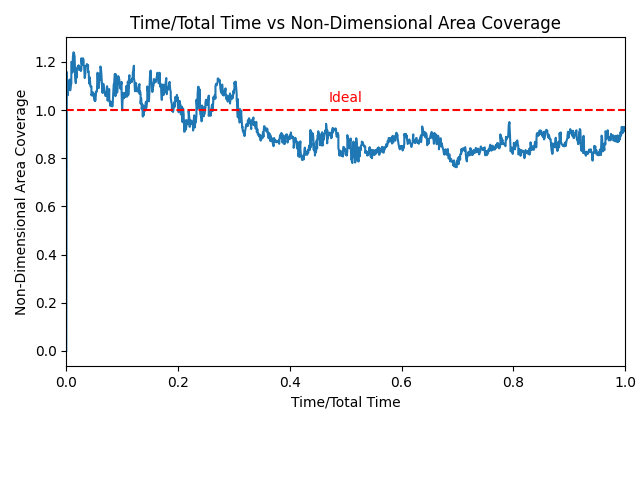 Time/Total Time vs Non-Dimensional Area Coverage
Non-Dimensional Area Coverage
1.2
1.0
0.8
0.6
0.4
0.2
0.0
Ideal
0.0 0.2 0.4 0.6 0.8 1.0
Time/Total Time